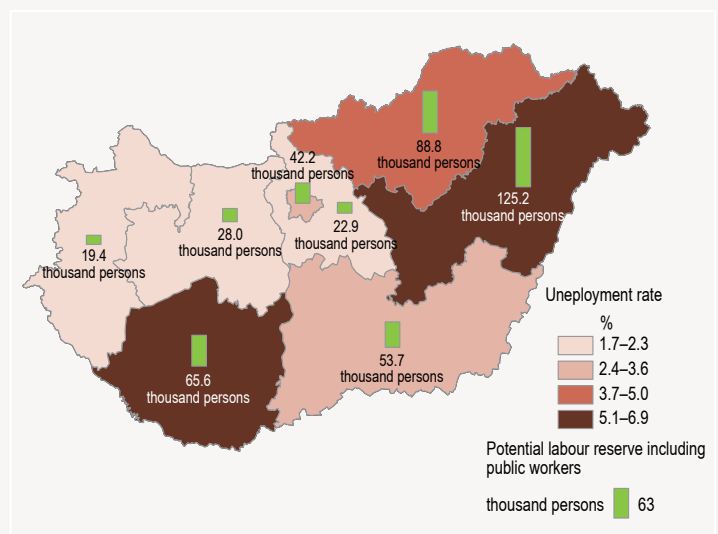 88.8
thousand persons
42.2
thousand persons
125.2
thousand persons
22.9
thousand persons
28.0
thousand persons
19.4
thousand persons
53.7
thousand persons
65.6
thousand persons
Uneployment rate
%
1.7–2.3
2.4–3.6
3.7–5.0
5.1–6.9
Potential labour reserve including
public workers
thousand persons 63